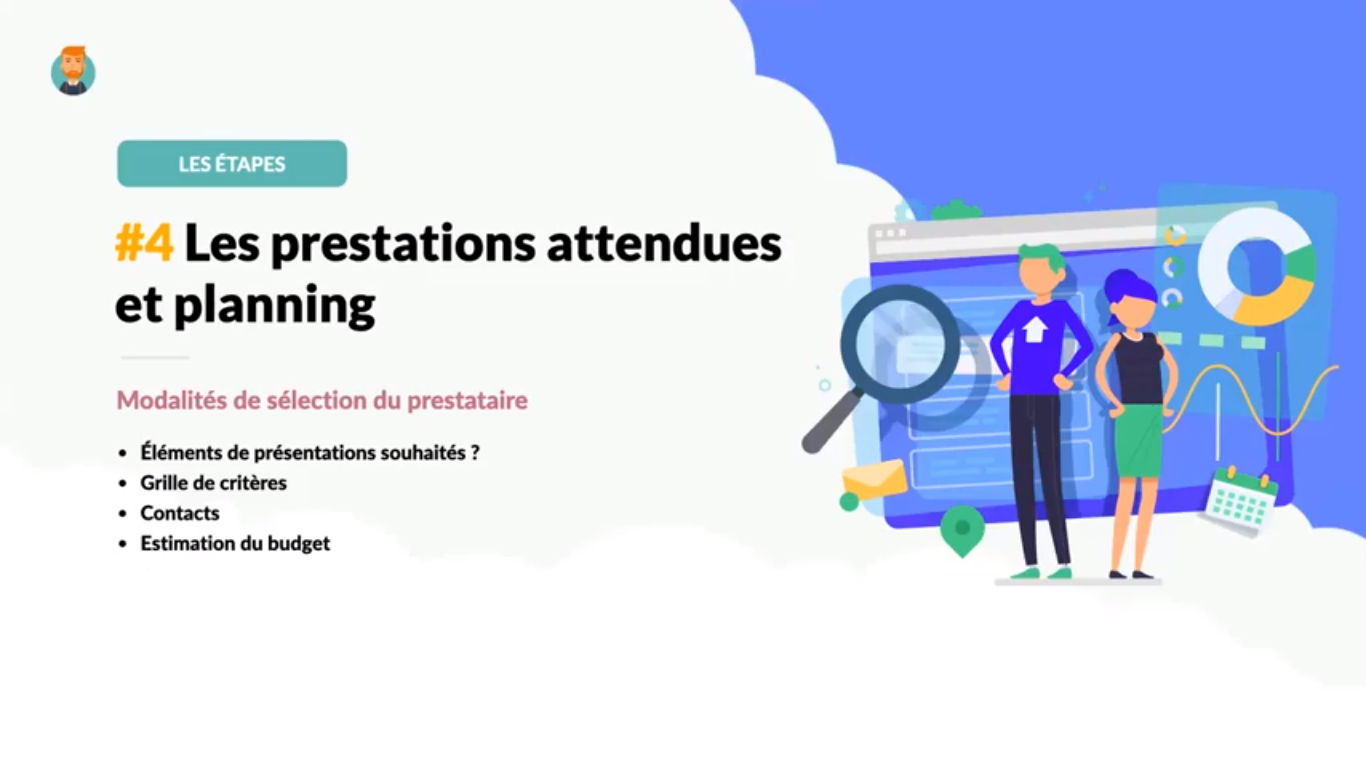 LES ÉTAPES
#4 Les prestations attendues
et planning
Modalités de sélection du prestataire
• Éléments de présentations souhaités ?
• Grille de critères
• Contacts
• Estimation du budget